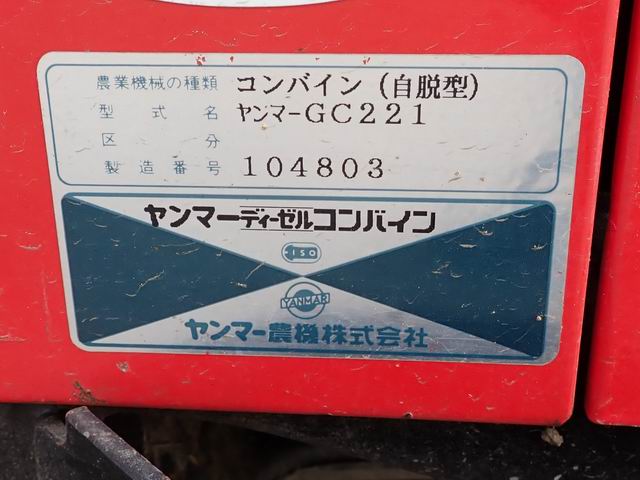 農業機械の種類 コンバイン(自脱型)
型式名 ヤンマーGC221
区分
製造番号 104803
ヤンマーディーゼルコンバイン
ISO
YANMAR
ヤンマー農機株式会社